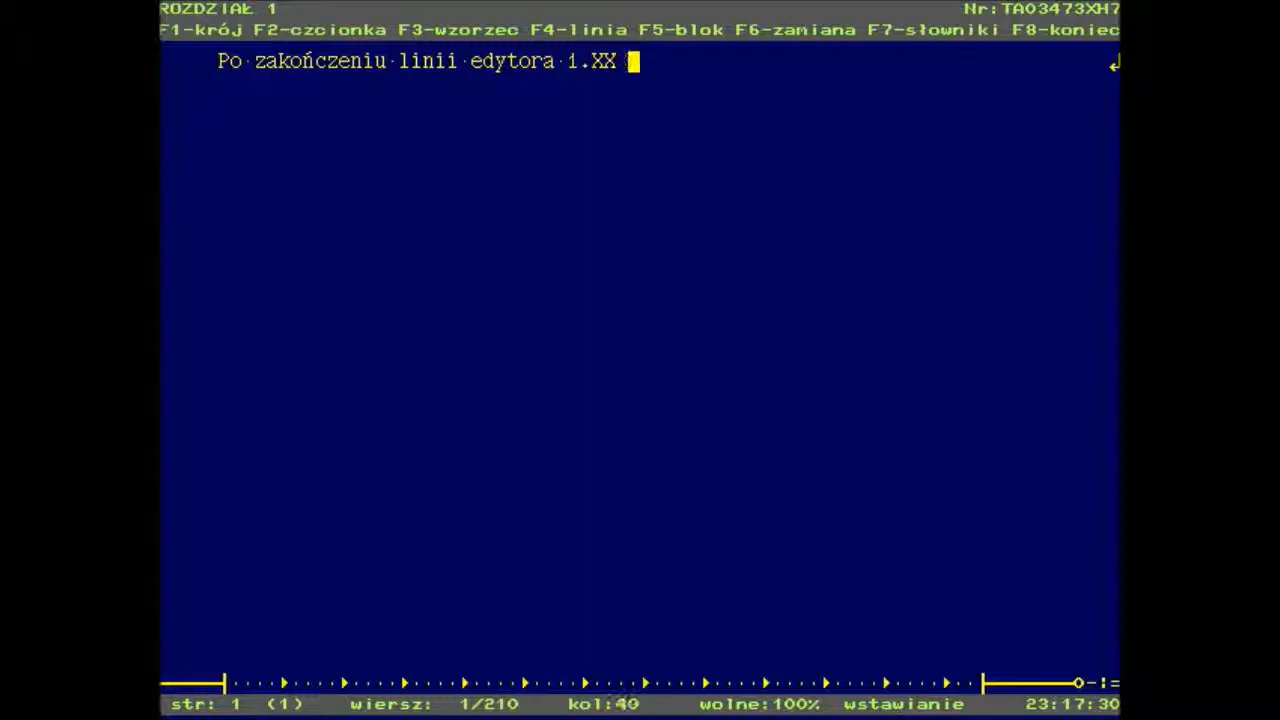 ROZDZIAŁ 1 Nr:TA03473XH7
F1-krój F2-czcionka F3-wzorzec F4-linia F5-blok F6-zamiana F7-słowniki F8-koniec
Po zakończeniu linii edytora 1.XX
str: 1 (1) wiersz: 1/210 kol:40 wolne:100% wstawianie 23:17:30